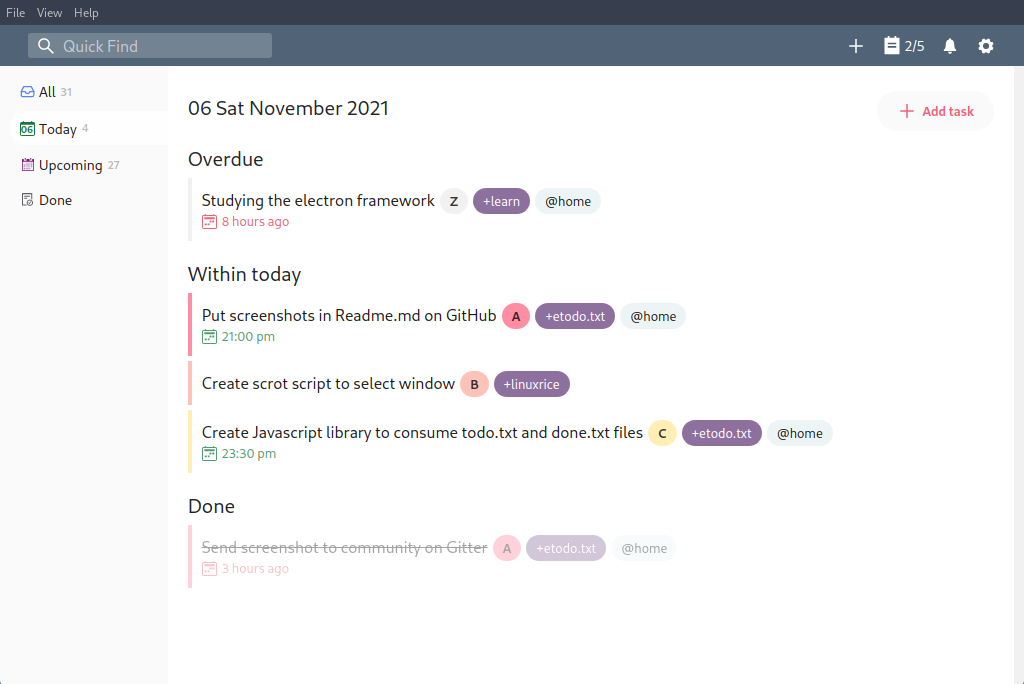 File View Help
Quick Find
2/5
All 31
06 Today 4
Upcoming 27
Done
06 Sat November 2021
Add task
Overdue
Studying the electron framework Z +learn @home
8 hours ago
Within today
Put screenshots in Readme.md on GitHub A +etodo.txt @home
21:00 pm
Create scrot script to select window B +linuxrice
Create Javascript library to consume todo.txt and done.txt files C +etodo.txt @home
23:30 pm
Done
Send screenshot to community on Gitter A +etodo.txt @home
3 hours ago